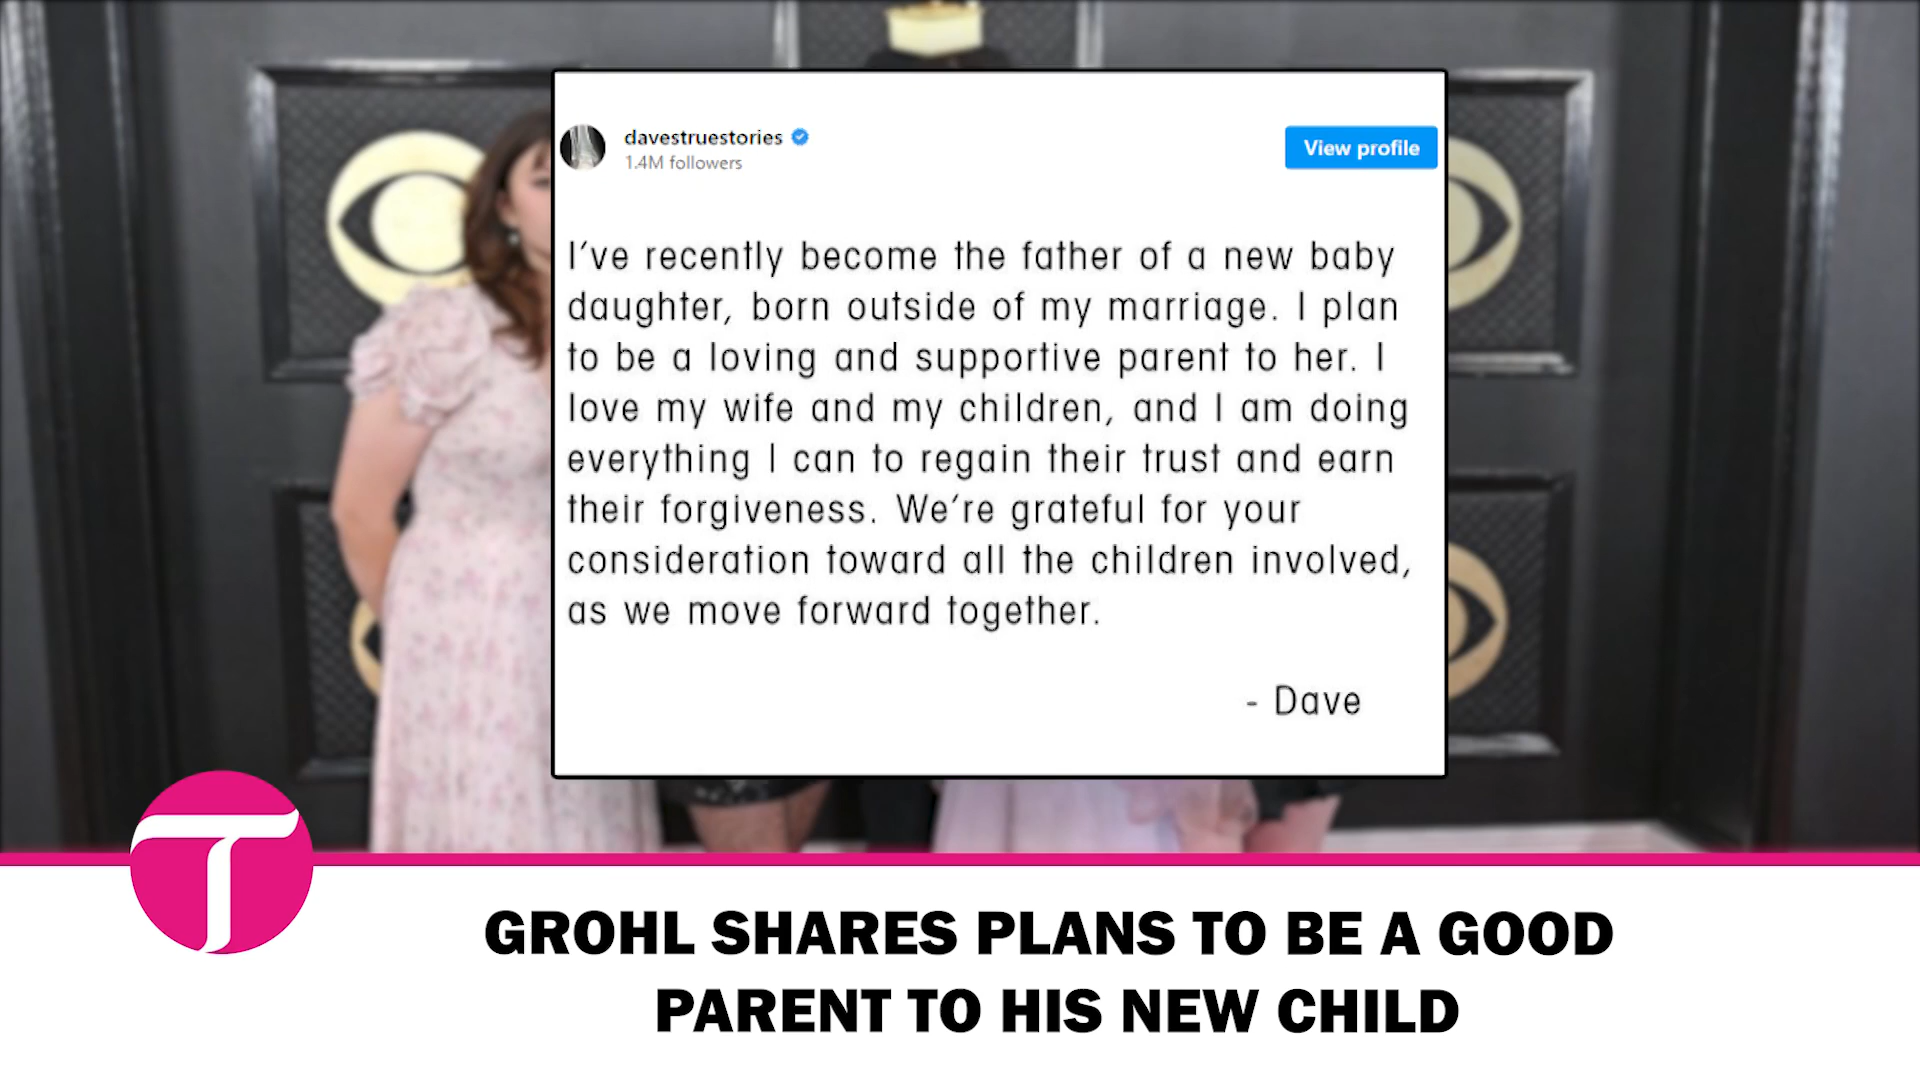 davestruestories
1.4M followers
View profile
I've recently become the father of a new baby
daughter, born outside of my marriage. I plan
to be a loving and supportive parent to her. I
love my wife and my children, and I am doing
everything I can to regain their trust and earn
their forgiveness. We're grateful for your
consideration toward all the children involved,
as we move forward together.
- Dave
T
GROHL SHARES PLANS TO BE A GOOD
PARENT TO HIS NEW CHILD